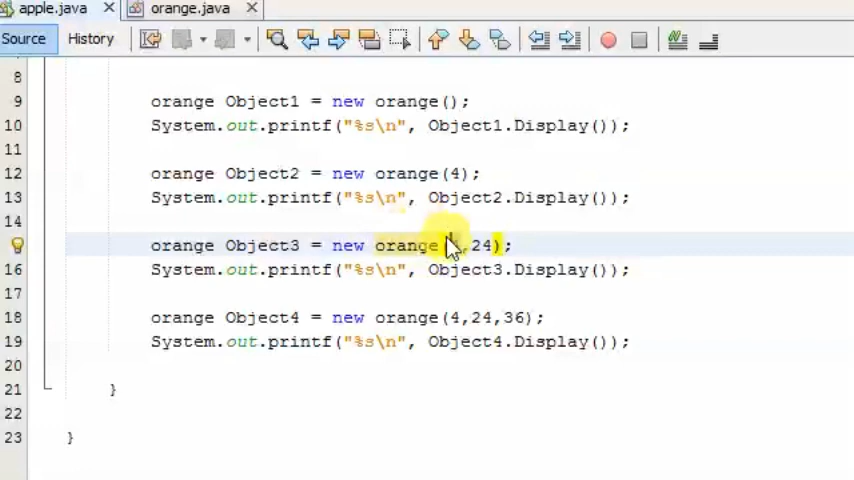 apple.java
orange.java
Source
History
8
9 orange Object1 = new orange();
10 System.out.printf("%s\n", Object1.Display());
11
12 orange Object2 = new orange(4);
13 System.out.printf("%s\n", Object2.Display());
14
orange Object3 = new orange( ,24);
16 System.out.printf("%s\n", Object3.Display());
17
18 orange Object4 = new orange(4,24,36);
19 System.out.printf("%s\n", Object4.Display());
20
21 }
22
23 }